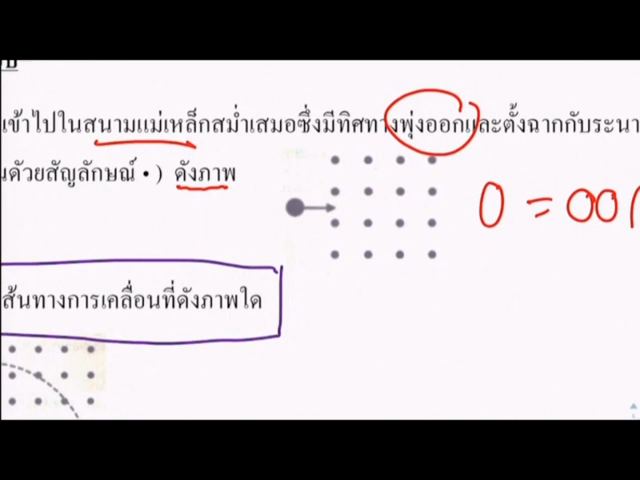 เข้าไปในสนามแม่เหล็กสม่ำเสมอซึ่งมีทิศทางพุ่งออกและตั้งฉากกับระนา
นด้วยสัญลักษณ์ •) ดังภาพ
O = OO
ส้นทางการเคลื่อนที่ดังภาพใด